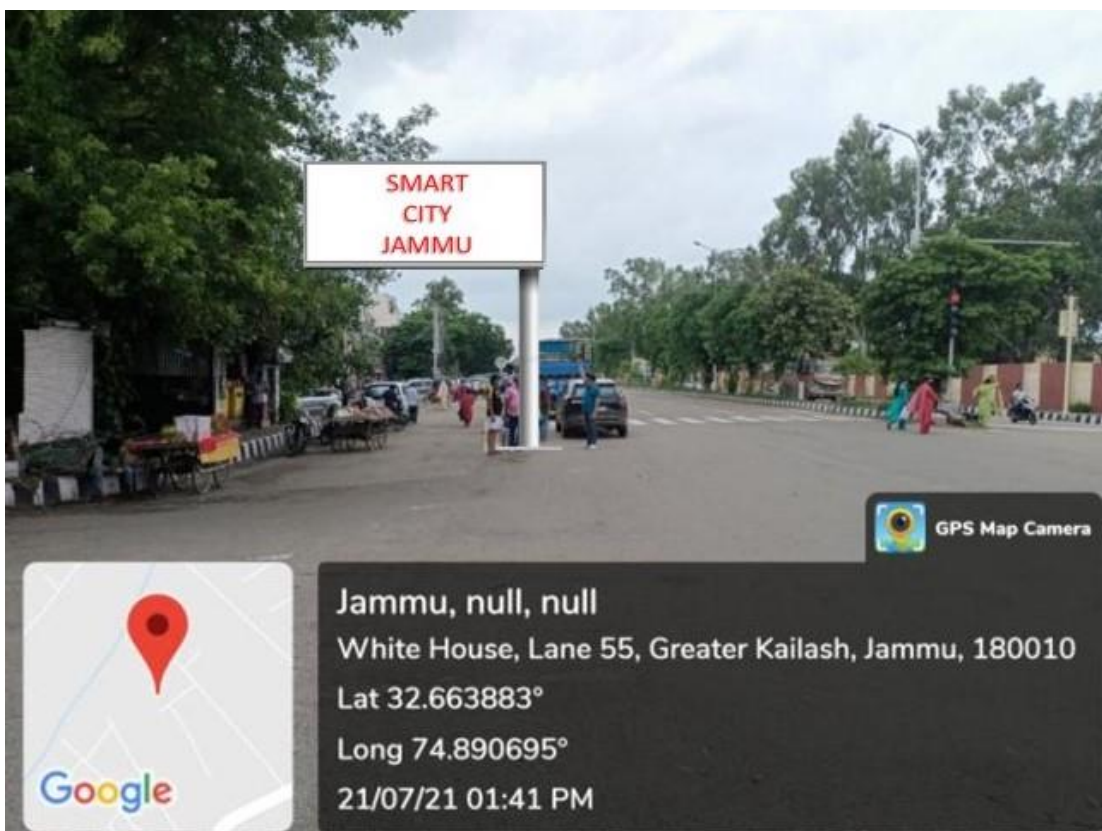 SMART
CITY
JAMMU
GPS Map Camera
Jammu, null, null
White House, Lane 55, Greater Kailash, Jammu, 180010
Lat 32.663883°
Long 74.890695°
21/07/21 01:41 PM
Google